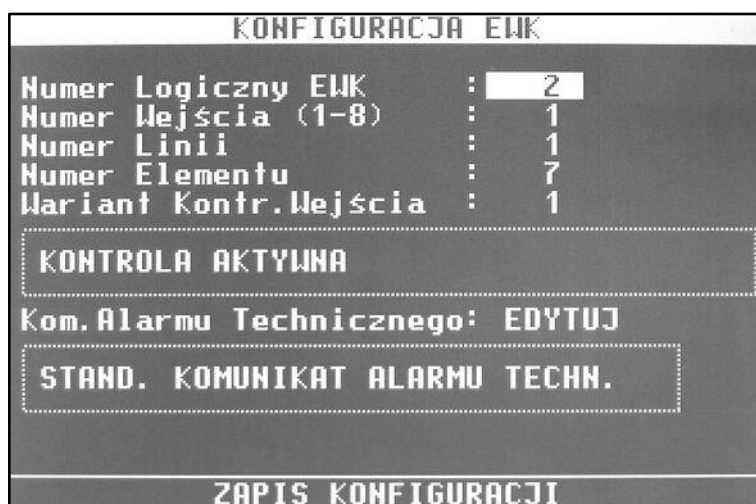 KONFIGURACJA EWK
Numer Logiczny EWK : 2
Numer Wejścia (1-8) : 1
Numer Linii : 1
Numer Elementu : 7
Wariant Kontr.Wejścia : 1
KONTROLA AKTYWNA
Kom.Alarmu Technicznego: EDYTUJ
STAND. KOMUNIKAT ALARMU TECHN.
ZAPIS KONFIGURACJI